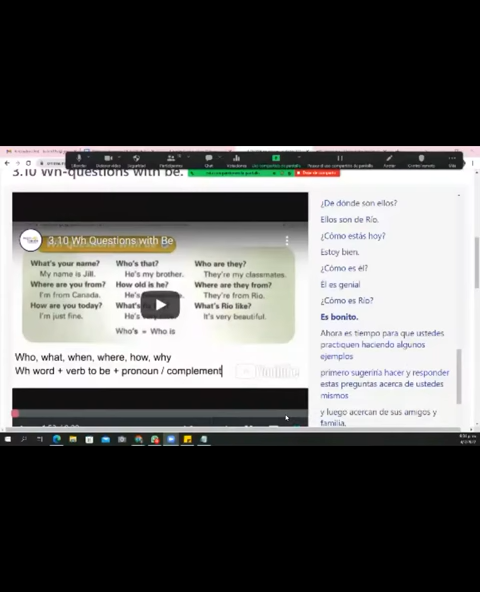 3.10 Wh-questions with be.
3.10 Wh Questions with Be
What's your name?
My name is Jill.
Where are you from?
I'm from Canada.
How are you today?
I'm just fine.
Who's that?
He's my brother.
How old is he?
He's
What's
He's very
Who's = Who is
Who are they?
They're my classmates.
Where are they from?
They're from Rio.
What's Rio like?
It's very beautiful.
Who, what, when, where, how, why
Wh word + verb to be + pronoun / complement
YouTube
¿De dónde son ellos?
Ellos son de Río.
¿Cómo estás hoy?
Estoy bien.
¿Cómo es él?
El es genial
¿Cómo es Río?
Es bonito.
Ahora es tiempo para que ustedes
practiquen haciendo algunos
ejemplos
primero sugeriría hacer y responder
estas preguntas acerca de ustedes
mismos
y luego acercan de sus amigos y
familia.